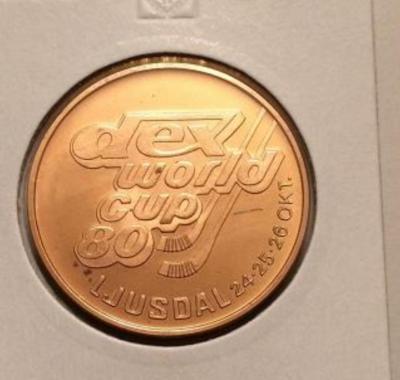 dex
world
cup
80
LJUSDAL 24·25·26 OKT.